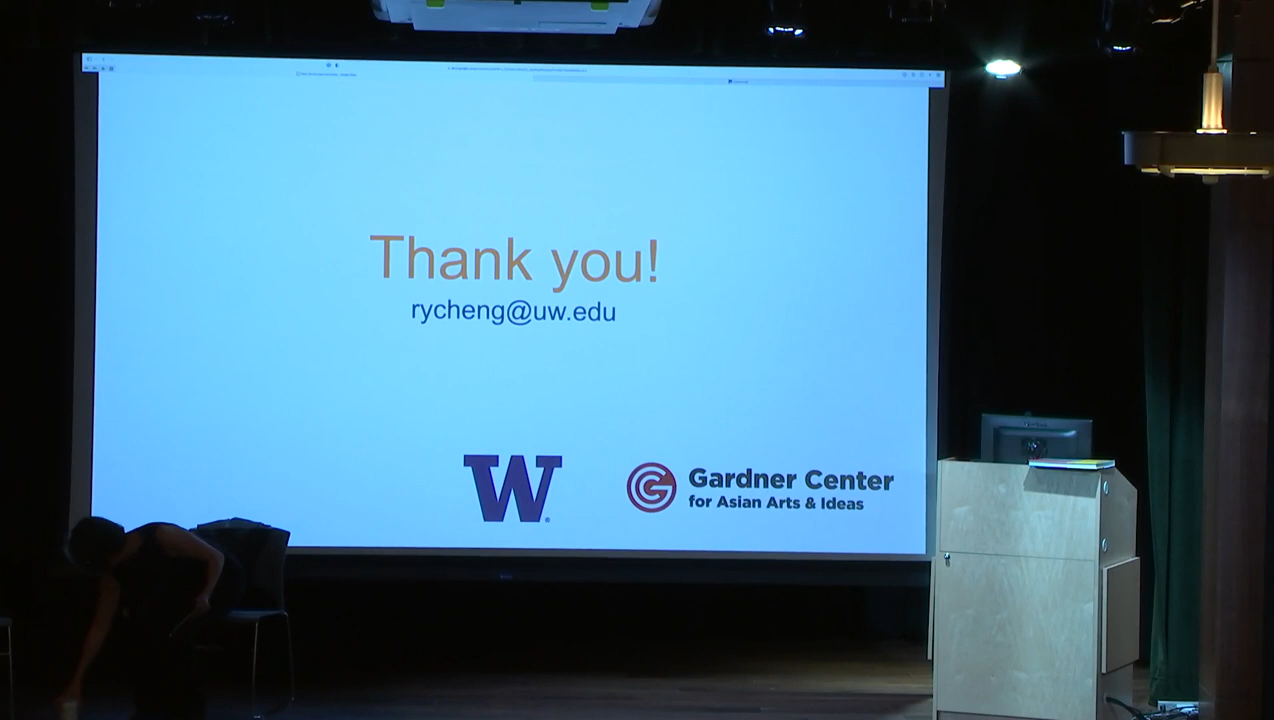 Thank you!
rycheng@uw.edu
W
Gardner Center
for Asian Arts & Ideas